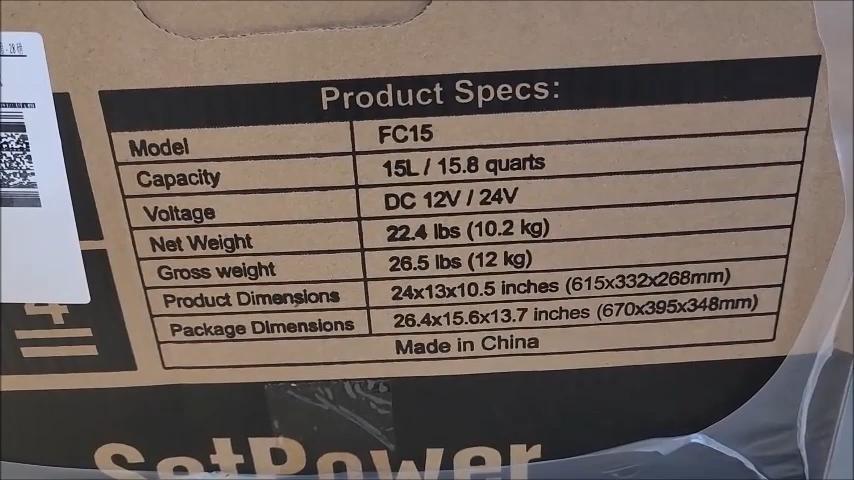 Product Specs:
Model FC15
Capacity 15L / 15.8 quarts
Voltage DC 12V / 24V
Net Weight 22.4 lbs (10.2 kg)
Gross weight 26.5 lbs (12 kg)
Product Dimensions 24x13x10.5 inches (615x332x268mm)
Package Dimensions 26.4x15.6x13.7 inches (670x395x348mm)
Made in China
SetPower